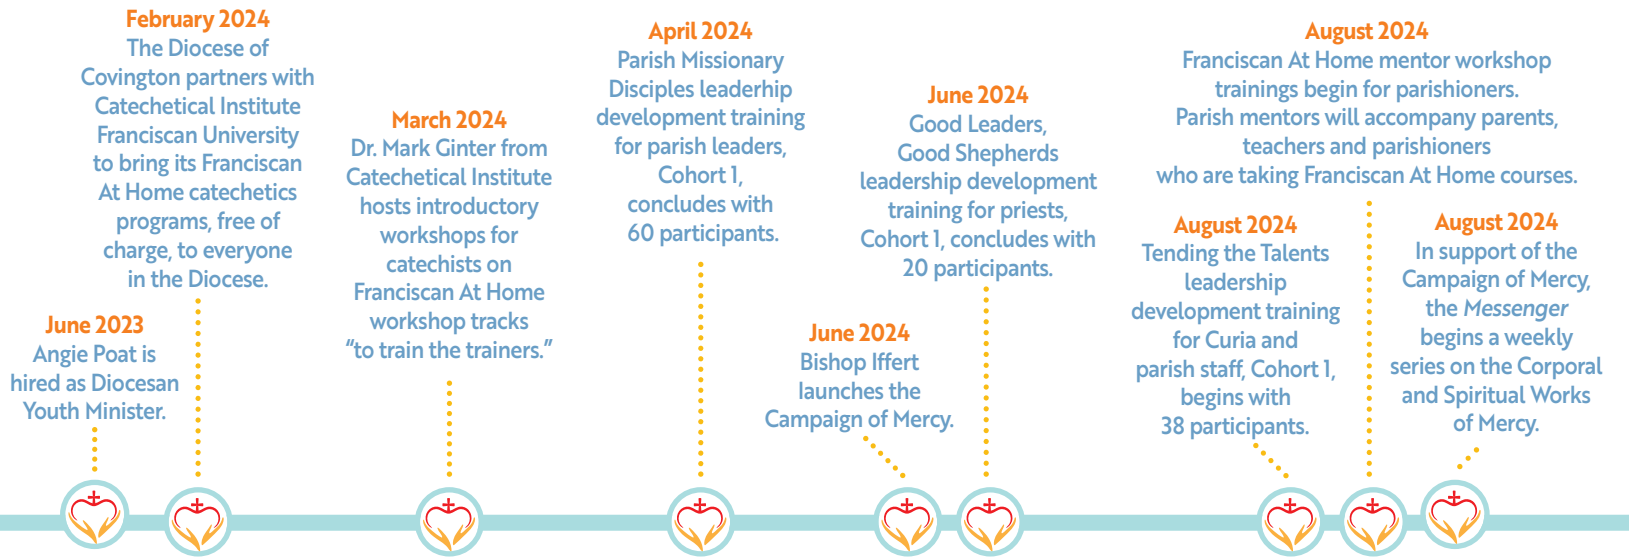 June 2023
Angie Poat is
hired as Diocesan
Youth Minister.
February 2024
The Diocese of
Covington partners with
Catechetical Institute
Franciscan University
to bring its Franciscan
At Home catechetics
programs, free of
charge, to everyone
in the Diocese.
March 2024
Dr. Mark Ginter from
Catechetical Institute
hosts introductory
workshops for
catechists on
Franciscan At Home
workshop tracks
“to train the trainers.”
April 2024
Parish Missionary
Disciples leaderhip
development training
for parish leaders,
Cohort 1,
concludes with
60 participants.
June 2024
Bishop Iffert
launches the
Campaign of Mercy.
June 2024
Good Leaders,
Good Shepherds
leadership development
training for priests,
Cohort 1, concludes with
20 participants.
August 2024
Tending the Talents
leadership
development training
for Curia and
parish staff, Cohort 1,
begins with
38 participants.
August 2024
Franciscan At Home mentor workshop
trainings begin for parishioners.
Parish mentors will accompany parents,
teachers and parishioners
who are taking Franciscan At Home courses.
August 2024
In support of the
Campaign of Mercy,
the Messenger
begins a weekly
series on the Corporal
and Spiritual Works
of Mercy.